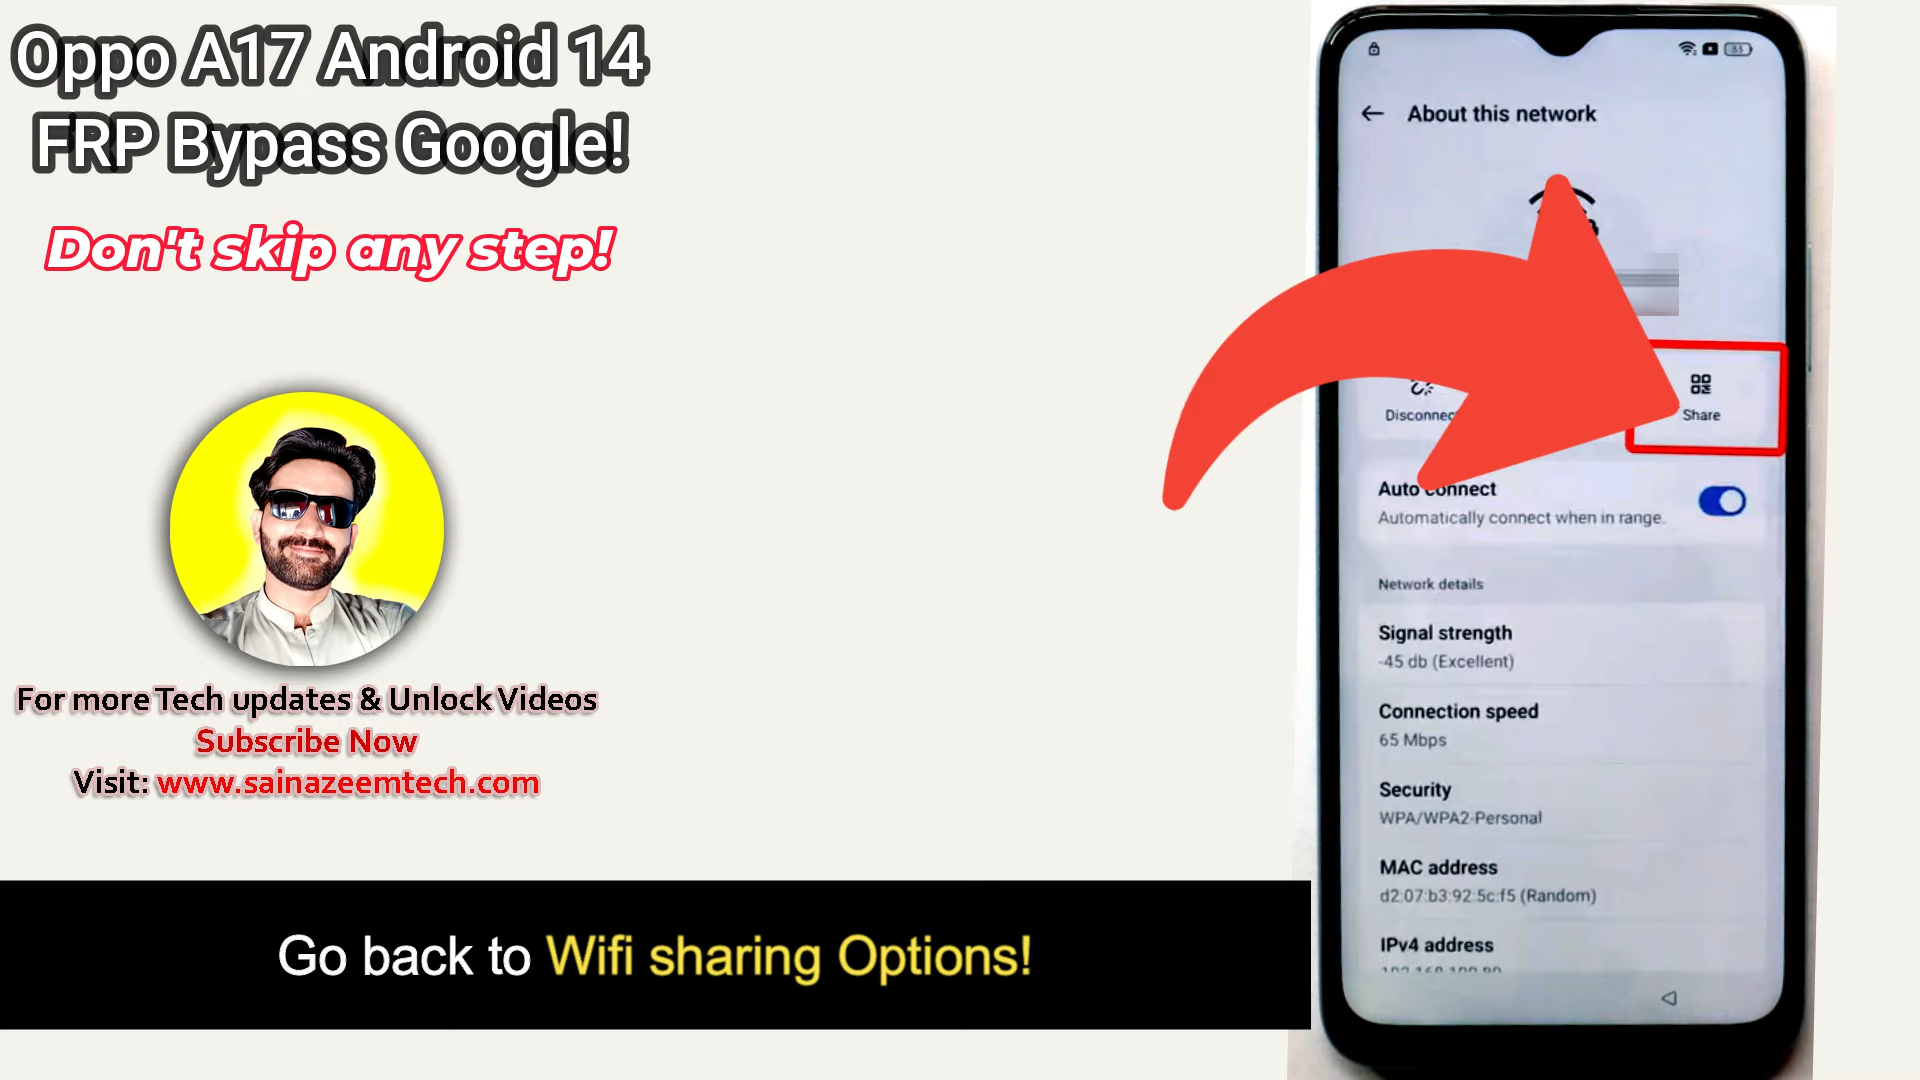 Oppo A17 Android 14
FRP Bypass Google!
Don't skip any step!
For more Tech updates & Unlock Videos
Subscribe Now
Visit: www.sainazeemtech.com
Go back to Wifi sharing Options!
83
About this network
Disconnec
Share
Auto connect
Automatically connect when in range.
Network details
Signal strength
-45 db (Excellent)
Connection speed
65 Mbps
Security
WPA/WPA2-Personal
MAC address
d2:07:b3:92:5c:f5 (Random)
IPv4 address